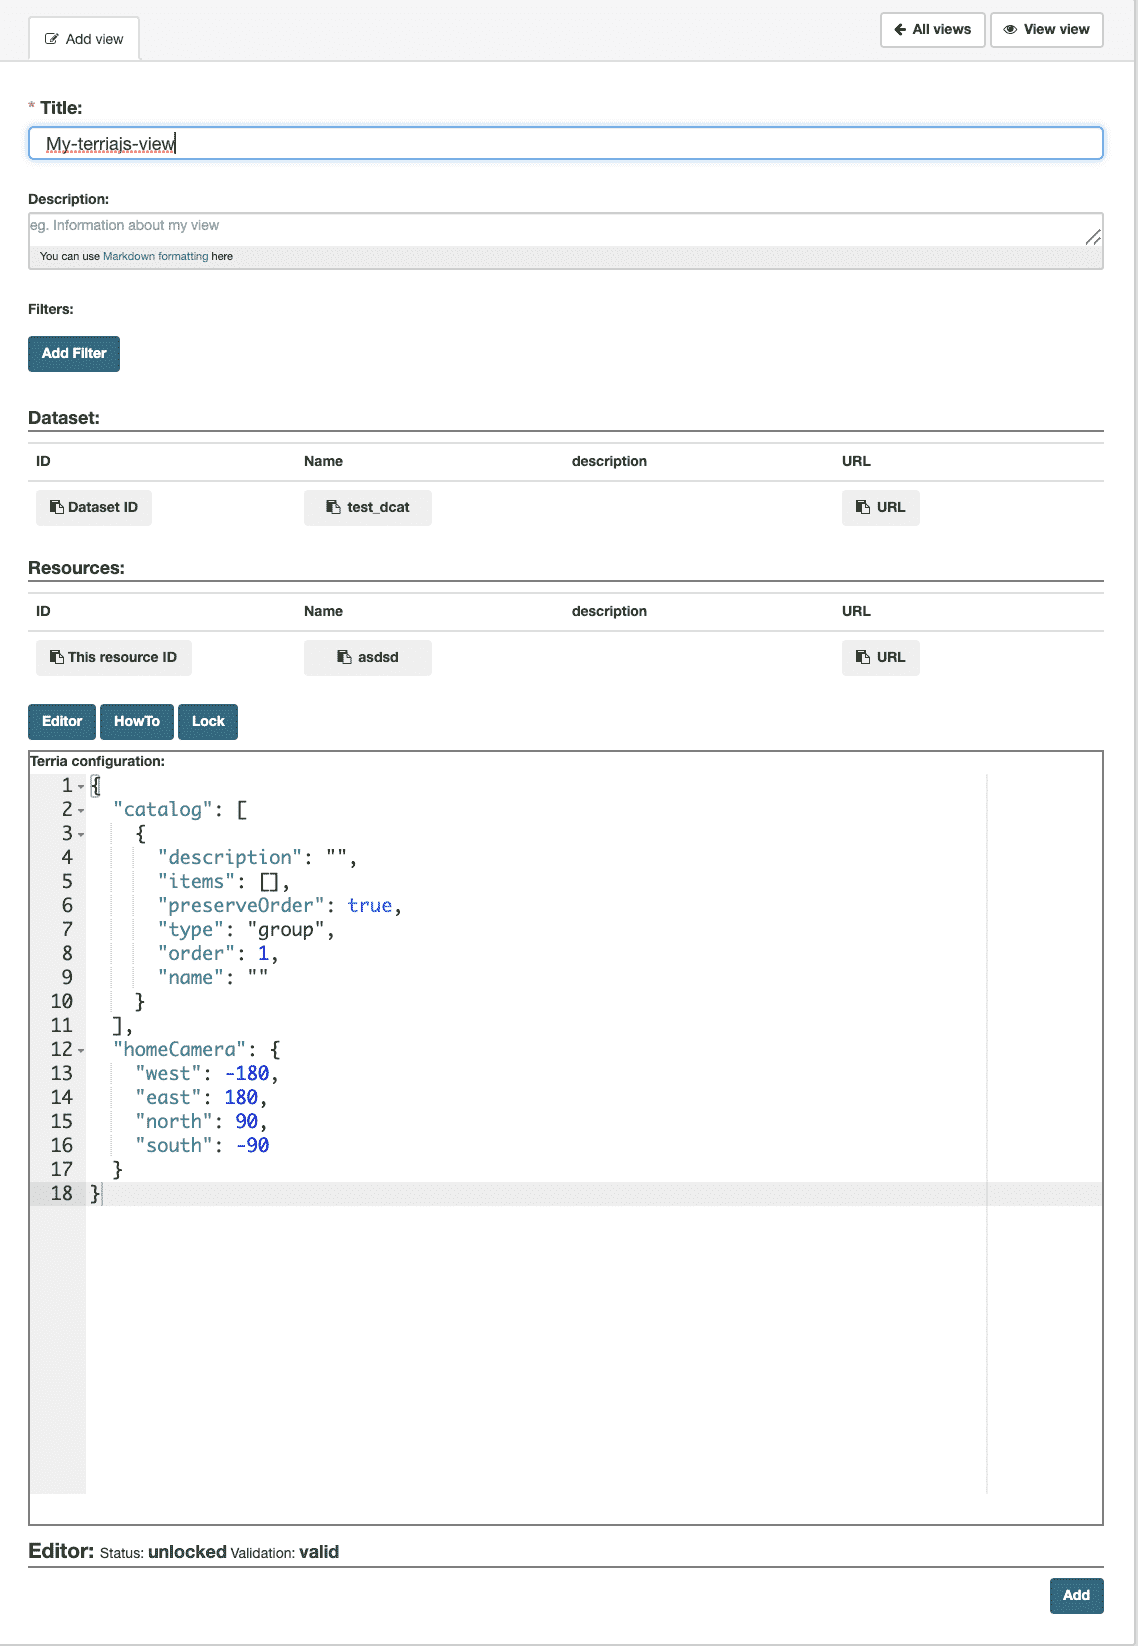 Add view
All views
View view
* Title:
My-terriajs-view
Description:
eg. Information about my view
You can use Markdown formatting here
Filters:
Add Filter
Dataset:
ID Name description URL
Dataset ID test_dcat URL
Resources:
ID Name description URL
This resource ID asdsd URL
Editor HowTo Lock
Terria configuration:
1 {
2 "catalog": [
3 {
4 "description": "",
5 "items": [],
6 "preserveOrder": true,
7 "type": "group",
8 "order": 1,
9 "name": ""
10 }
11 ],
12 "homeCamera": {
13 "west": -180,
14 "east": 180,
15 "north": 90,
16 "south": -90
17 }
18 }
Editor: Status: unlocked Validation: valid
Add